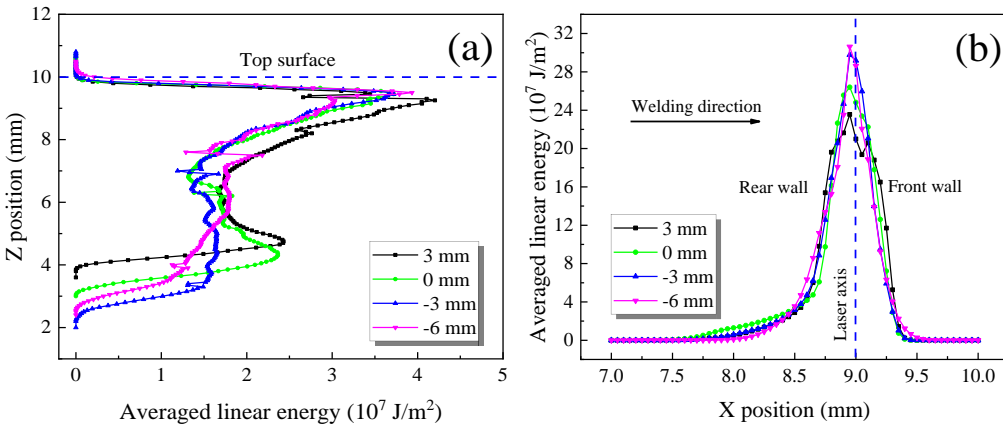 (a)
Top surface
Z position (mm)
12
10
8
6
4
2
3 mm
0 mm
-3 mm
-6 mm
0
1
2
3
4
5
Averaged linear energy (10⁷ J/m²)
(b)
Welding direction
Rear wall
Front wall
Laser axis
Averaged linear energy (10⁷ J/m²)
32
28
24
20
16
12
8
4
0
3 mm
0 mm
-3 mm
-6 mm
7.0
7.5
8.0
8.5
9.0
9.5
10.0
X position (mm)